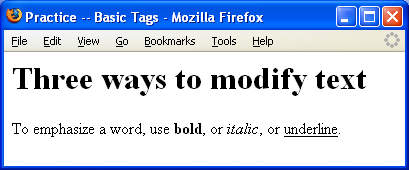 Practice -- Basic Tags - Mozilla Firefox
File Edit View Go Bookmarks Tools Help
Three ways to modify text
To emphasize a word, use bold, or italic, or underline.